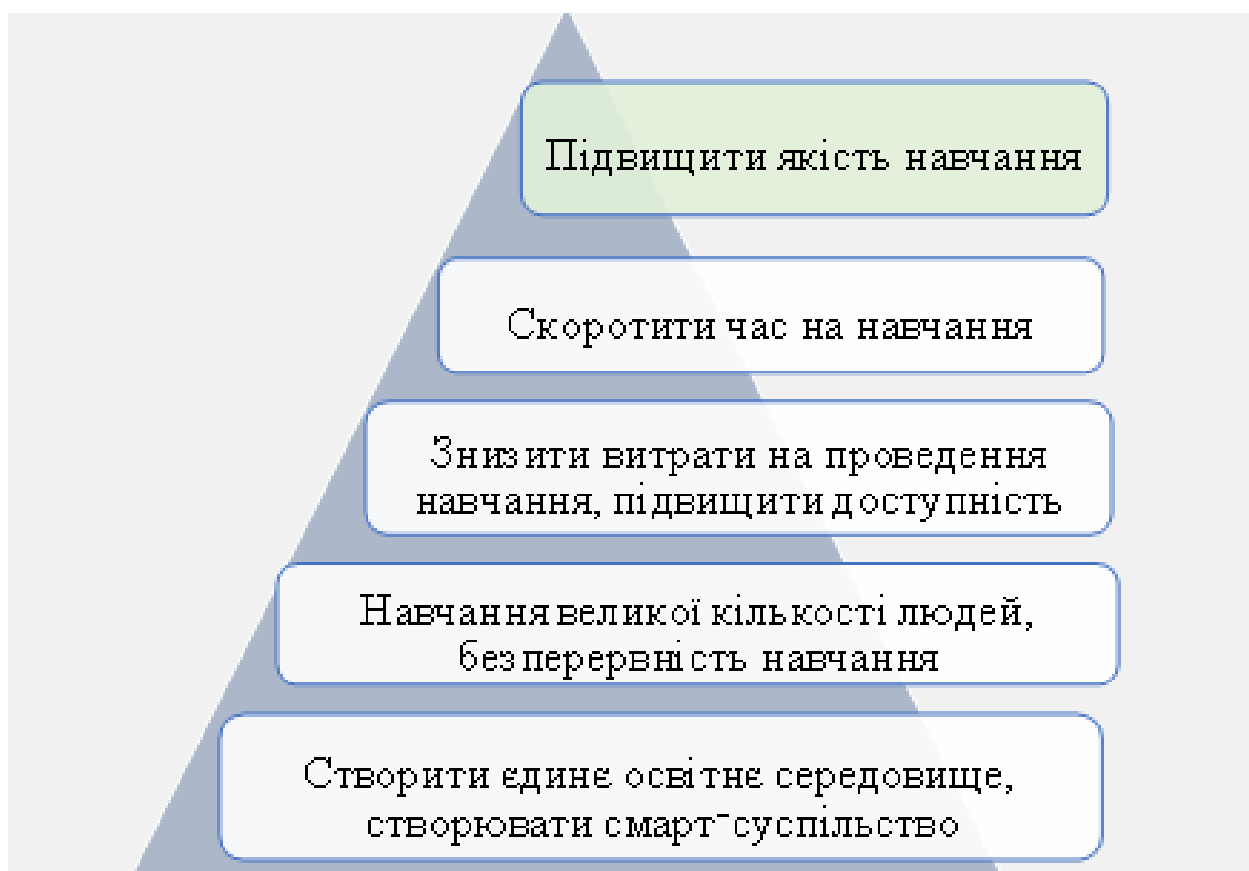 Підвищити якість навчання
Скоротити час на навчання
Знизити витрати на проведення
навчання, підвищити доступність
Навчання великої кількості людей,
безперервність навчання
Створити єдине освітнє середовище,
створювати смарт-суспільство